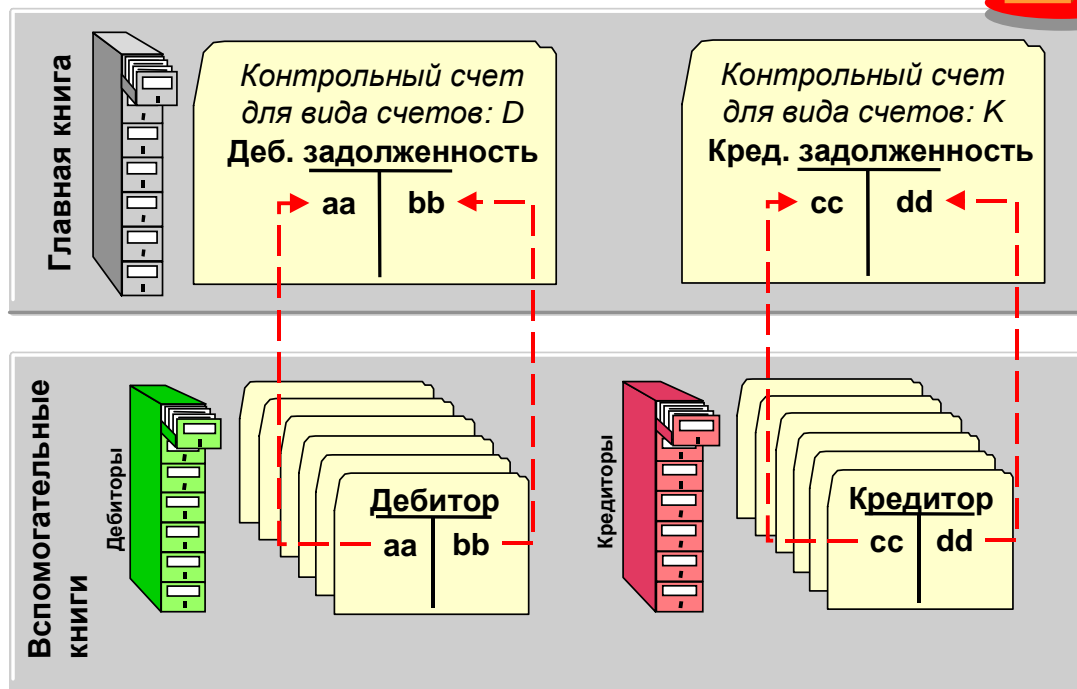 Главная книга
Контрольный счет
для вида счетов: D
Деб. задолженность
aa bb
Контрольный счет
для вида счетов: K
Кред. задолженность
cc dd
Вспомогательные
книги
Дебиторы
Дебитор
aa bb
Кредиторы
Кредитор
cc dd